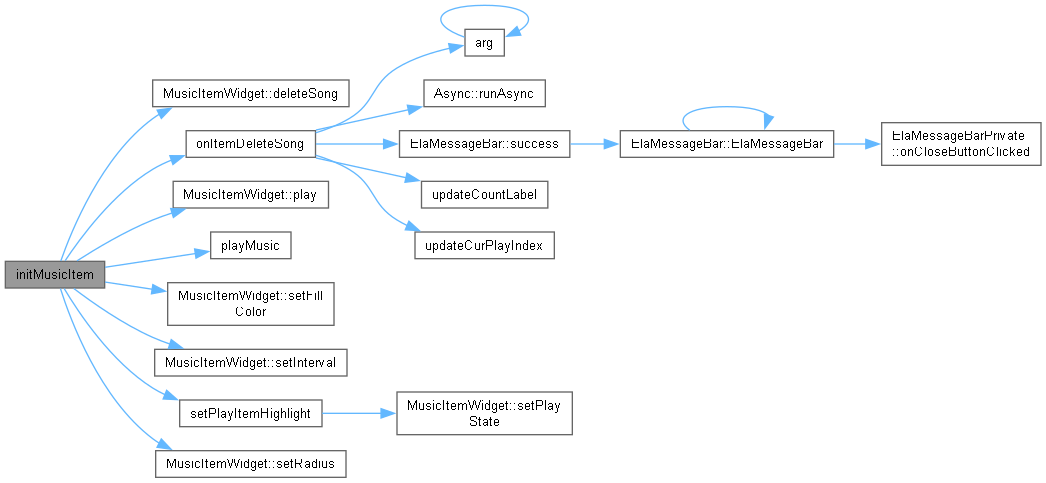 initMusicItem
MusicItemWidget::deleteSong
onItemDeleteSong
arg
Async::runAsync
ElaMessageBar::success
ElaMessageBar::ElaMessageBar
ElaMessageBarPrivate
::onCloseButtonClicked
updateCountLabel
updateCurPlayIndex
MusicItemWidget::play
playMusic
MusicItemWidget::setFill
Color
MusicItemWidget::setInterval
setPlayItemHighlight
MusicItemWidget::setPlay
State
MusicItemWidget::setRadius